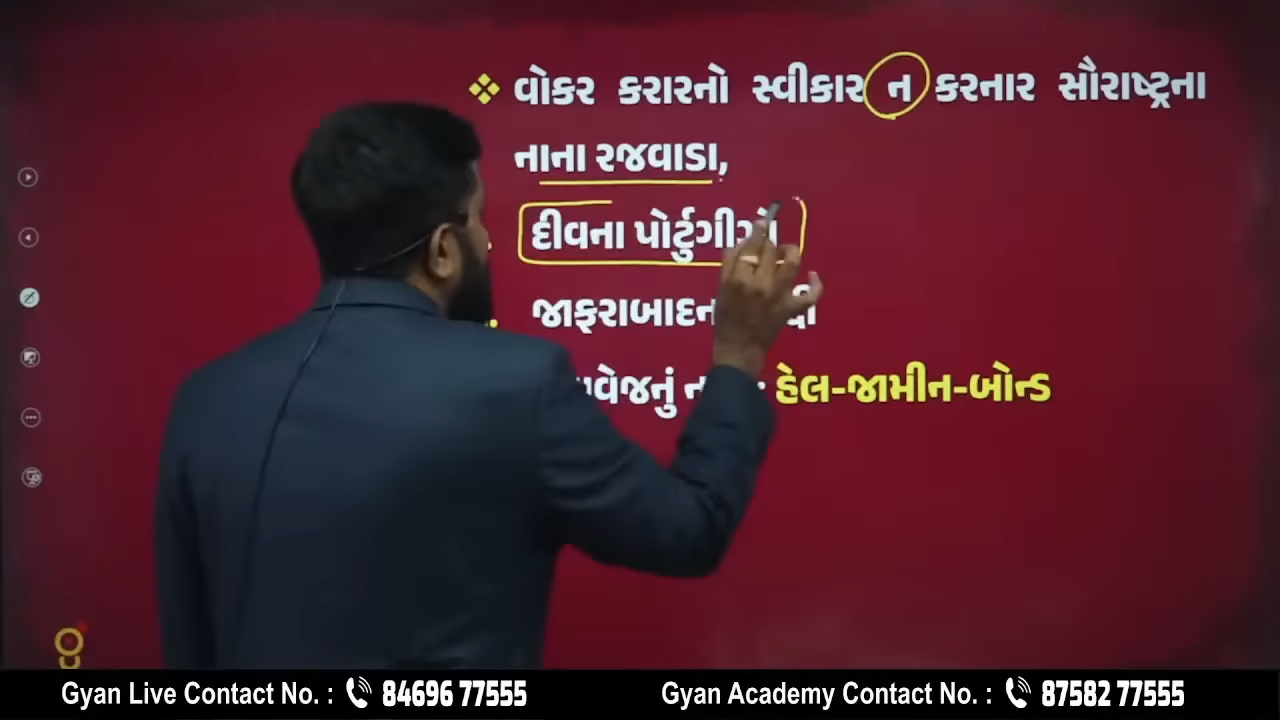 ❖ વોકર કરારનો સ્વીકાર ન કરનાર સૌરાષ્ટ્રના
નાના રજવાડા,
દીવના પોર્ટુગીઝો
જાફરાબાદના
નામ : હેલ-જામીન-બોન્ડ
Gyan Live Contact No. : 84696 77555
Gyan Academy Contact No. : 87582 77555